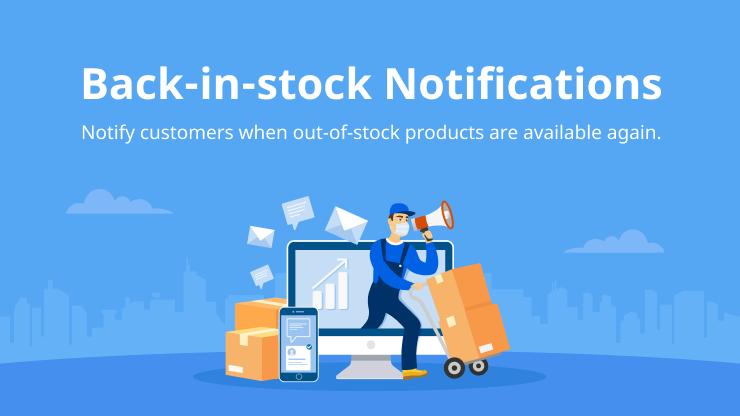 Back-in-stock Notifications
Notify customers when out-of-stock products are available again.